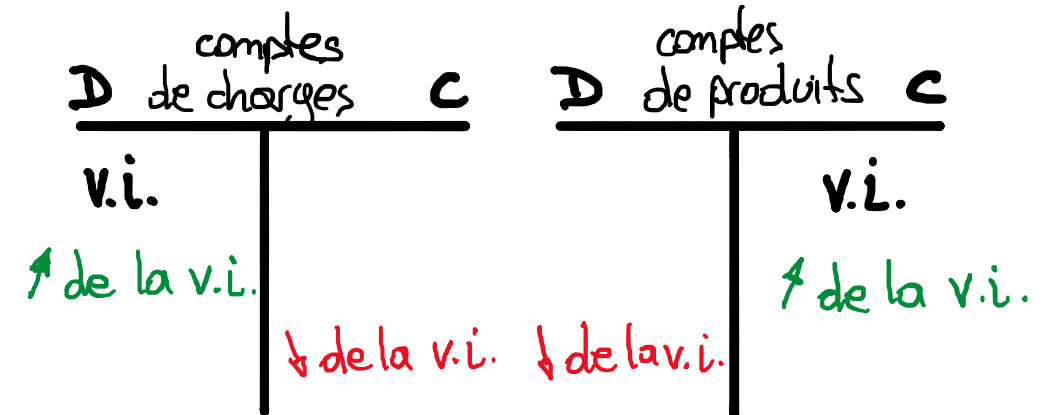 comptes
D de charges C
v.i.
↗ de la v.i.
↘ de la v.i.
comptes
D de produits C
v.i.
↗ de la v.i.
↘ de la v.i.